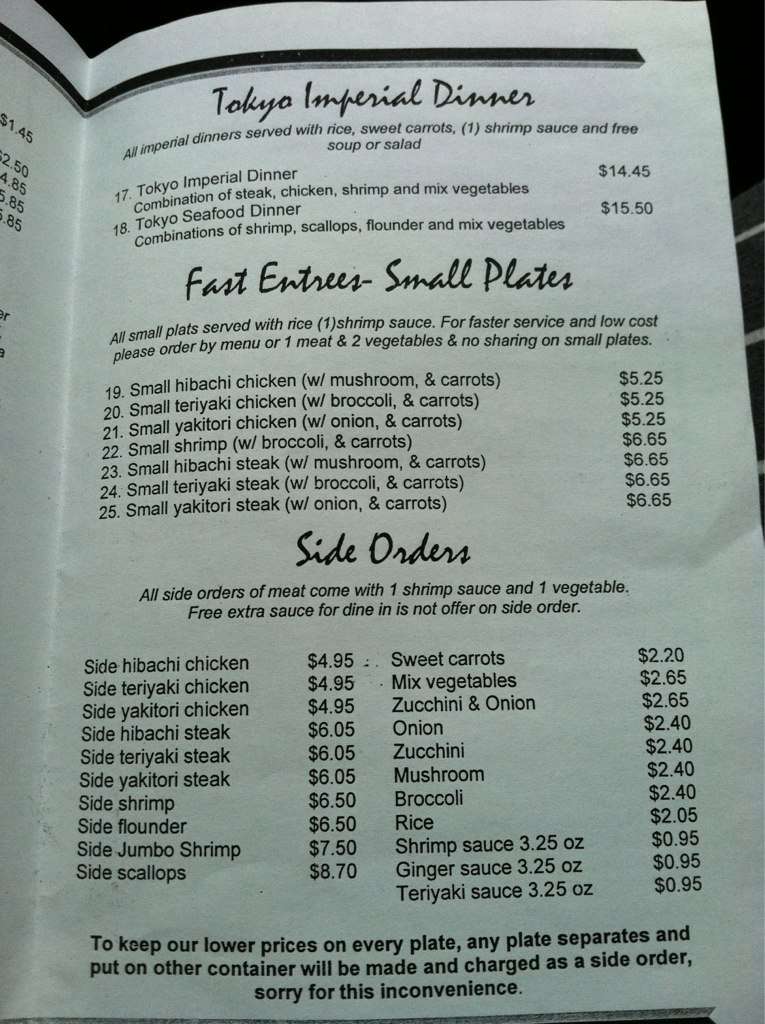 $1.45
$2.50
4.85
5.85
5.85
er
a
Tokyo Imperial Dinner
All imperial dinners served with rice, sweet carrots, (1) shrimp sauce and free
soup or salad
17. Tokyo Imperial Dinner $14.45
Combination of steak, chicken, shrimp and mix vegetables
18. Tokyo Seafood Dinner $15.50
Combinations of shrimp, scallops, flounder and mix vegetables
Fast Entrees- Small Plates
All small plats served with rice (1)shrimp sauce. For faster service and low cost
please order by menu or 1 meat & 2 vegetables & no sharing on small plates.
19. Small hibachi chicken (w/ mushroom, & carrots) $5.25
20. Small teriyaki chicken (w/ broccoli, & carrots) $5.25
21. Small yakitori chicken (w/ onion, & carrots) $5.25
22. Small shrimp (w/ broccoli, & carrots) $6.65
23. Small hibachi steak (w/ mushroom, & carrots) $6.65
24. Small teriyaki steak (w/ broccoli, & carrots) $6.65
25. Small yakitori steak (w/ onion, & carrots) $6.65
Side Orders
All side orders of meat come with 1 shrimp sauce and 1 vegetable.
Free extra sauce for dine in is not offer on side order.
Side hibachi chicken $4.95 Sweet carrots $2.20
Side teriyaki chicken $4.95 Mix vegetables $2.65
Side yakitori chicken $4.95 Zucchini & Onion $2.65
Side hibachi steak $6.05 Onion $2.40
Side teriyaki steak $6.05 Zucchini $2.40
Side yakitori steak $6.05 Mushroom $2.40
Side shrimp $6.50 Broccoli $2.40
Side flounder $6.50 Rice $2.05
Side Jumbo Shrimp $7.50 Shrimp sauce 3.25 oz $0.95
Side scallops $8.70 Ginger sauce 3.25 oz $0.95
Teriyaki sauce 3.25 oz $0.95
To keep our lower prices on every plate, any plate separates and
put on other container will be made and charged as a side order,
sorry for this inconvenience.